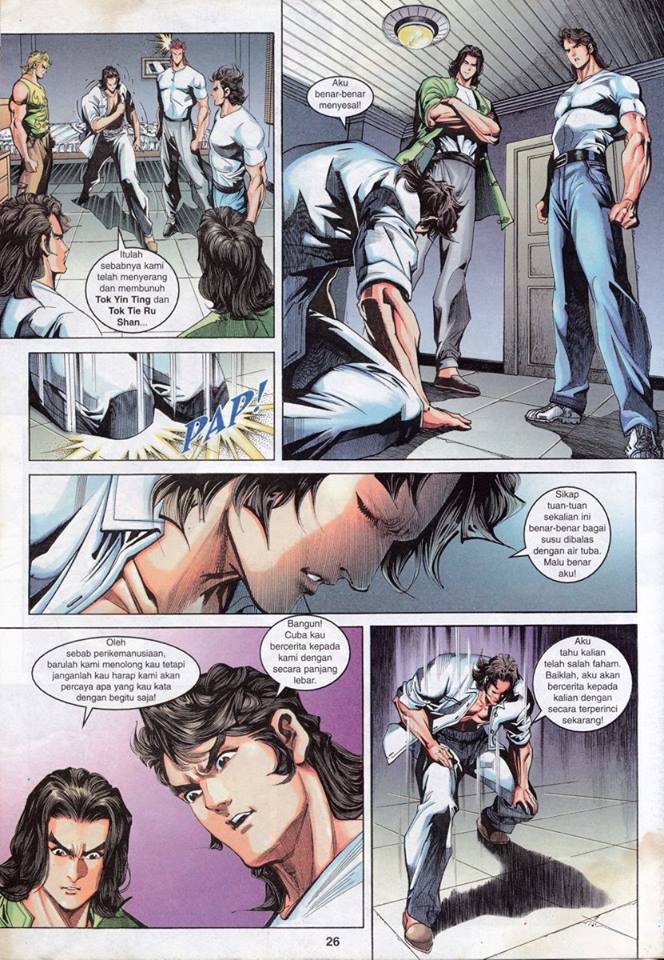 Itulah
sebabnya kami
telah menyerang
dan membunuh
Tok Yin Ting dan
Tok Tie Ru
Shan...
Aku
benar-benar
menyesal!
PAP!
Sikap
tuan-tuan
sekalian ini
benar-benar bagai
susu dibalas
dengan air tuba.
Malu benar
aku!
Oleh
sebab perikemanusiaan,
barulah kami menolong kau tetapi
janganlah kau harap kami akan
percaya apa yang kau kata
dengan begitu saja!
Bangun!
Cuba kau
bercerita kepada
kami dengan
secara panjang
lebar.
Aku
tahu kalian
telah salah faham.
Baiklah, aku akan
bercerita kepada
kalian dengan
secara terperinci
sekarang!
26